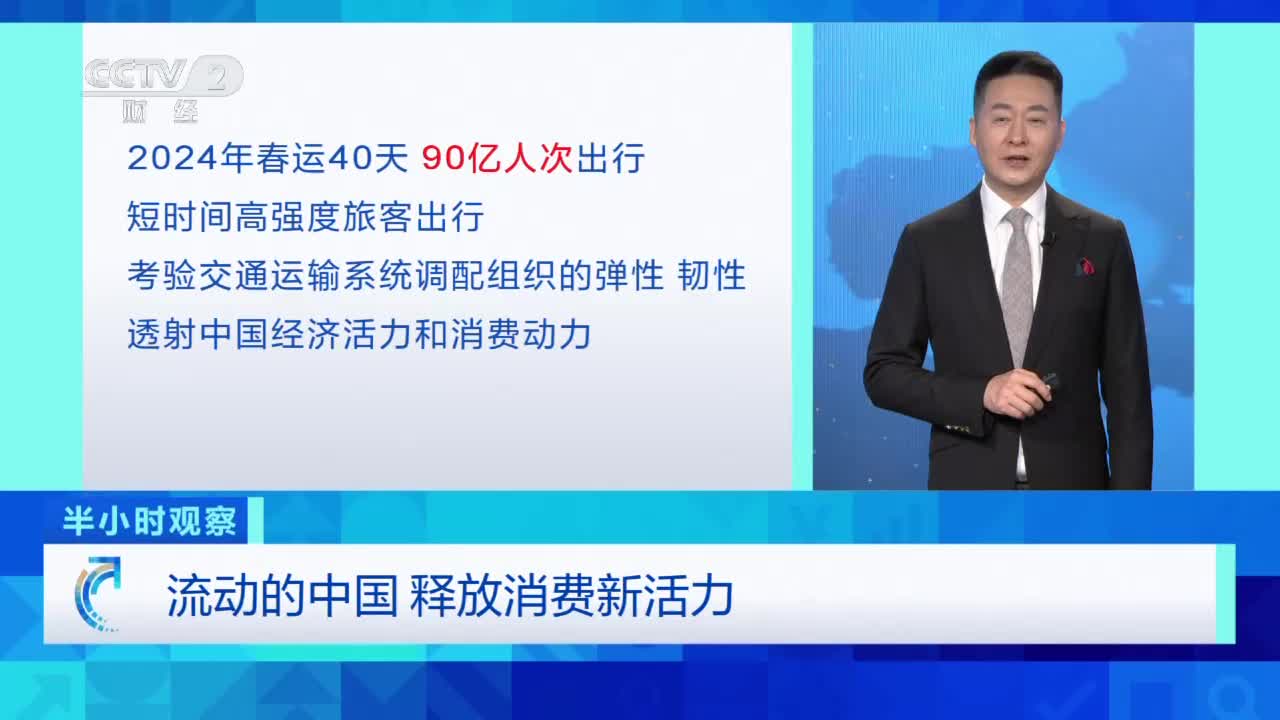 CCTV 2
财 经
2024年春运40天 90亿人次出行
短时间高强度旅客出行
考验交通运输系统调配组织的弹性 韧性
透射中国经济活力和消费动力
半小时观察
流动的中国 释放消费新活力